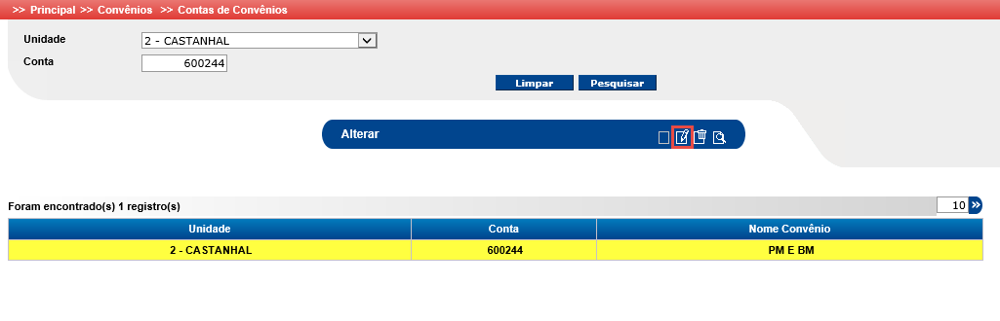 >> Principal >> Convênios >> Contas de Convênios
Unidade 2 - CASTANHAL
Conta 600244
Limpar Pesquisar
Alterar
Foram encontrado(s) 1 registro(s) 10 »
Unidade Conta Nome Convênio
2 - CASTANHAL 600244 PM E BM